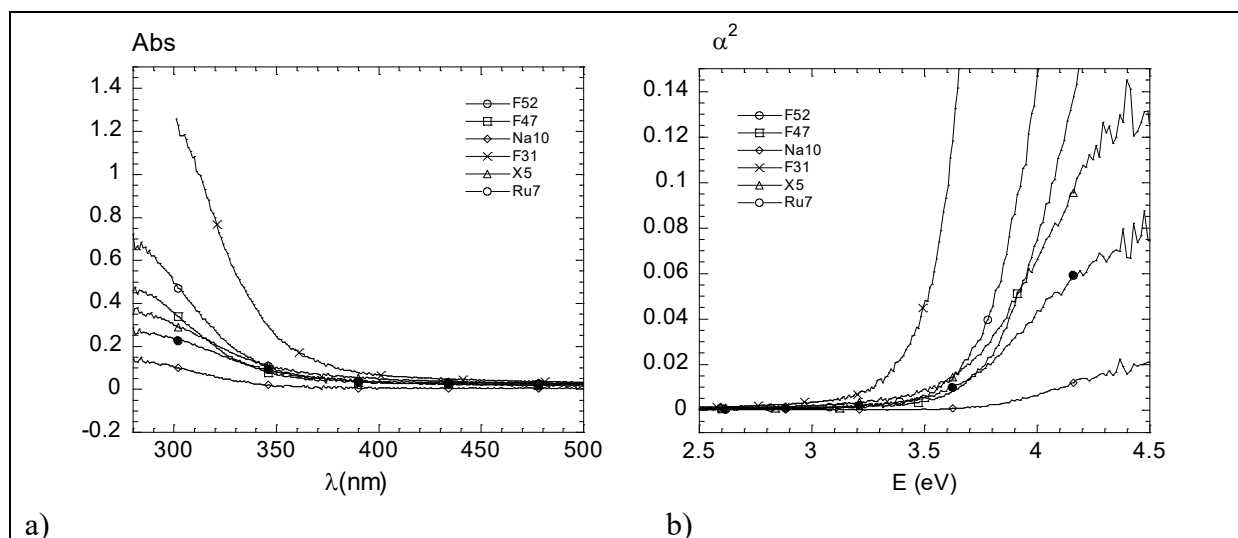 Abs
1.4
1.2
1
0.8
0.6
0.4
0.2
0
-0.2
300 350 400 450 500
λ(nm)
F52
F47
Na10
F31
X5
Ru7
a)
α²
0.14
0.12
0.1
0.08
0.06
0.04
0.02
0
2.5 3 3.5 4 4.5
E (eV)
F52
F47
Na10
F31
X5
Ru7
b)